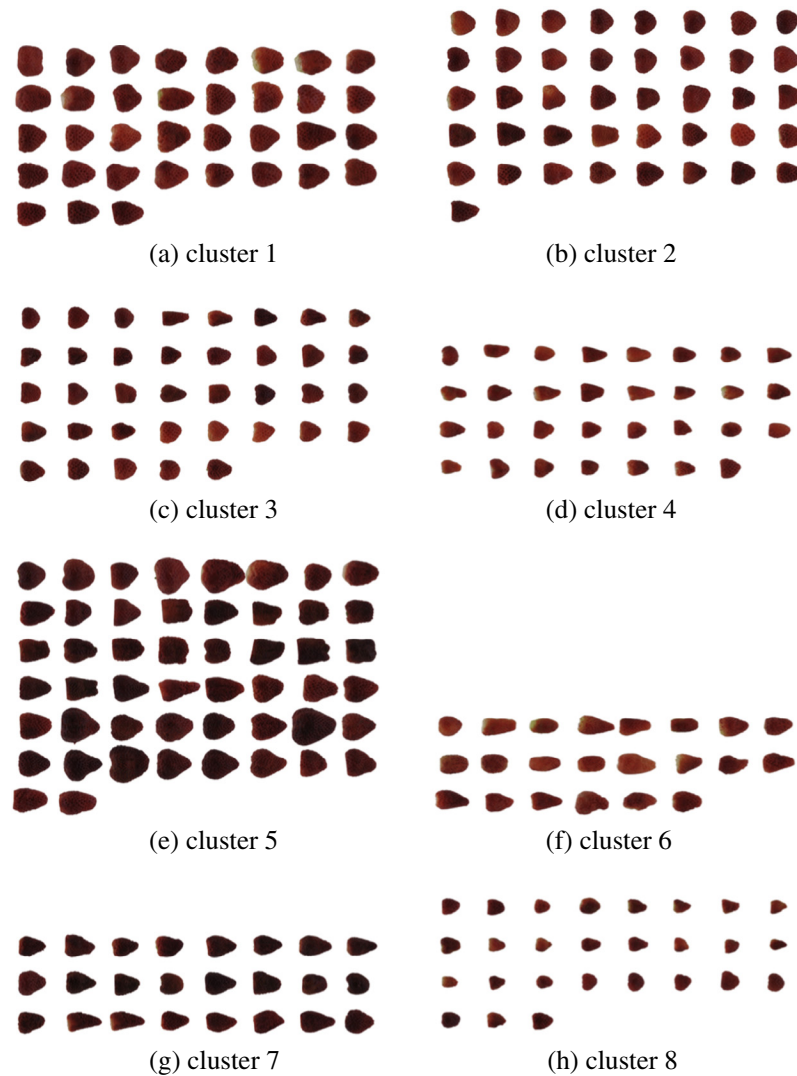 (a) cluster 1
(b) cluster 2
(c) cluster 3
(d) cluster 4
(e) cluster 5
(f) cluster 6
(g) cluster 7
(h) cluster 8